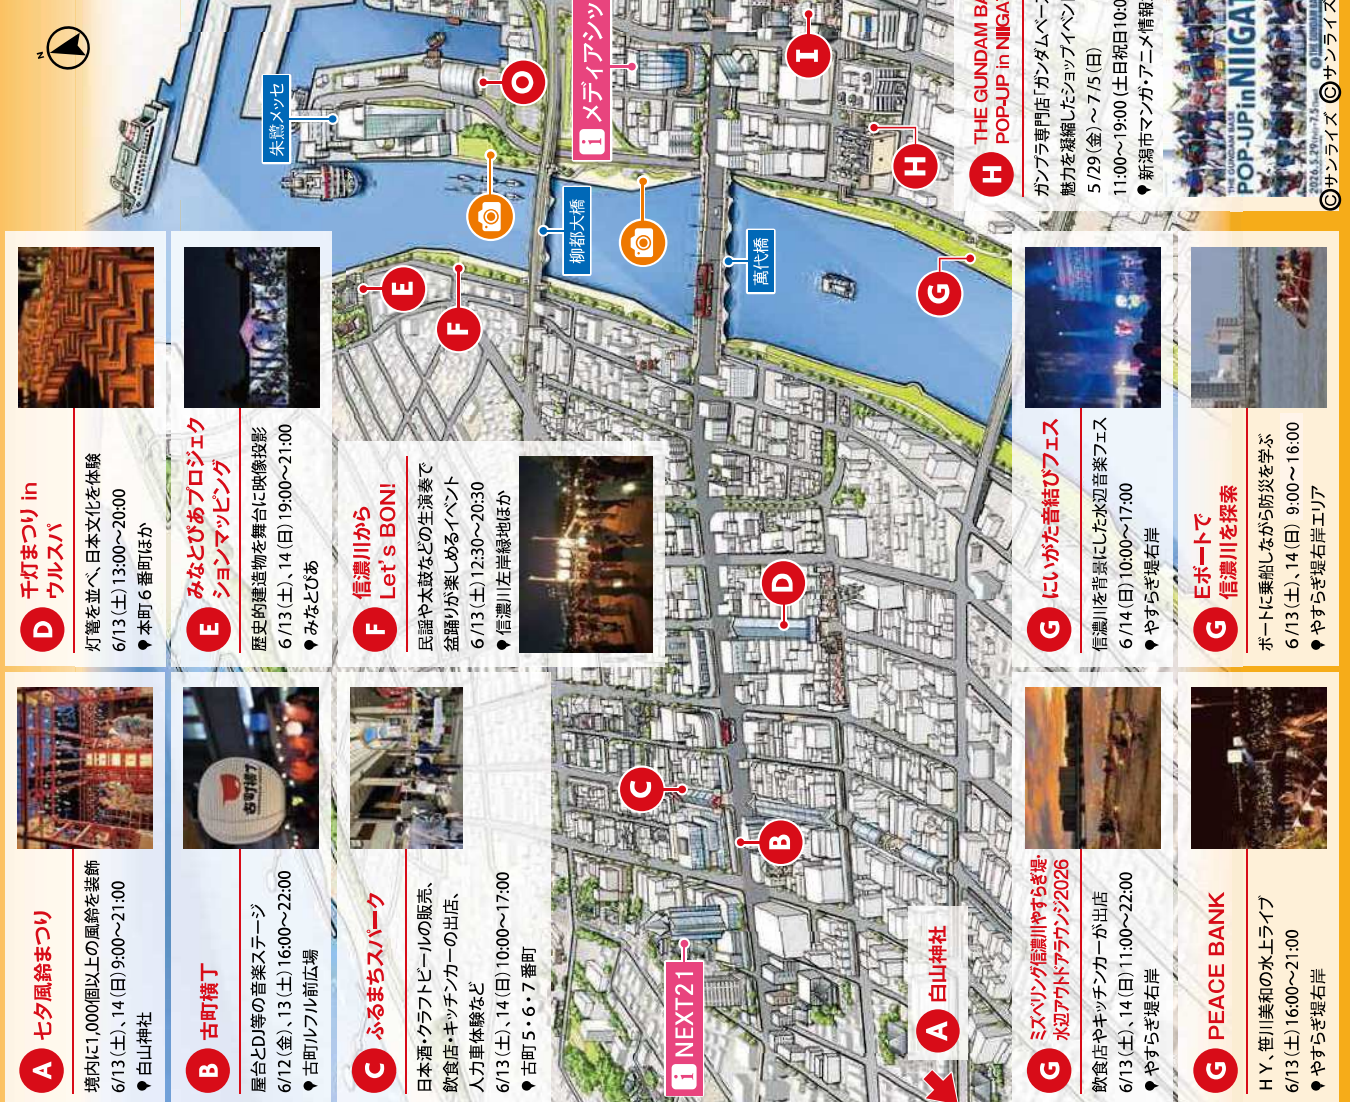 A 七夕風鈴まつり
境内に1,000個以上の風鈴を装飾
6/13(土)、14(日)9:00〜21:00
白山神社
B 古町横丁
屋台とDJ等の音楽ステージ
6/12(金)、13(土)16:00〜22:00
古町ルフル前広場
古町横丁
C ふるまちスパーク
日本酒・クラフトビールの販売、
飲食店・キッチンカーの出店、
人力車体験など
6/13(土)、14(日)10:00〜17:00
古町5・6・7番町
D 千灯まつり in
ウルスパ
灯篭を並べ、日本文化を体験
6/13(土)13:00〜20:00
本町6番町ほか
E みなとぴあプロジェク
ションマッピング
歴史的建造物を舞台に映像投影
6/13(土)、14(日)19:00〜21:00
みなとぴあ
F 信濃川から
Let's BON!
民謡や太鼓などの生演奏で
盆踊りが楽しめるイベント
6/13(土)12:30〜20:30
信濃川左岸緑地ほか
G ミズベリング信濃川やすらぎ堤・
水辺アウトドアラウンジ2026
飲食店やキッチンカーが出店
6/13(土)、14(日)11:00〜22:00
やすらぎ堤右岸
G PEACE BANK
HY、笹川美和の水上ライブ
6/13(土)16:00〜21:00
やすらぎ堤右岸
G にいがた音結びフェス
信濃川を背景にした水辺音楽フェス
6/14(日)10:00〜17:00
やすらぎ堤右岸
G Eボートで
信濃川を探索
ボートに乗船しながら防災を学ぶ
6/13(土)、14(日) 9:00〜16:00
やすらぎ堤右岸エリア
H THE GUNDAM BA
POP-UP in NIIGA
ガンプラ専門店「ガンダムベース
魅力を凝縮したショップイベン
5/29(金)〜7/5(日)
11:00〜19:00(土日祝日10:0
新潟市マンガ・アニメ情報
THE GUNDAM BASE
POP-UP in NIIGAT
2026.5.29(Fri)-7.5(Sun)
©サンライズ
©サンライズ
N
朱鷺メッセ
柳都大橋
萬代橋
i メディアシッ
i NEXT21
A 白山神社
B
C
D
E
F
G
H
I
O